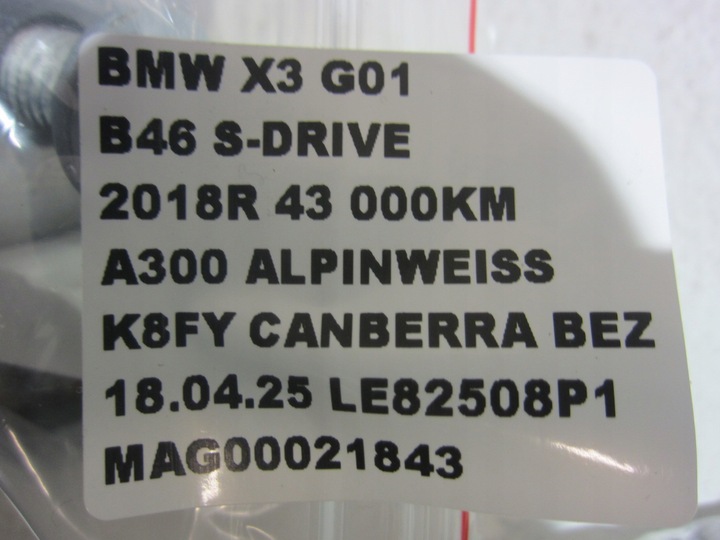 BMW X3 G01
B46 S-DRIVE
2018R 43 000KM
A300 ALPINWEISS
K8FY CANBERRA BEZ
18.04.25 LE82508P1
MAG00021843